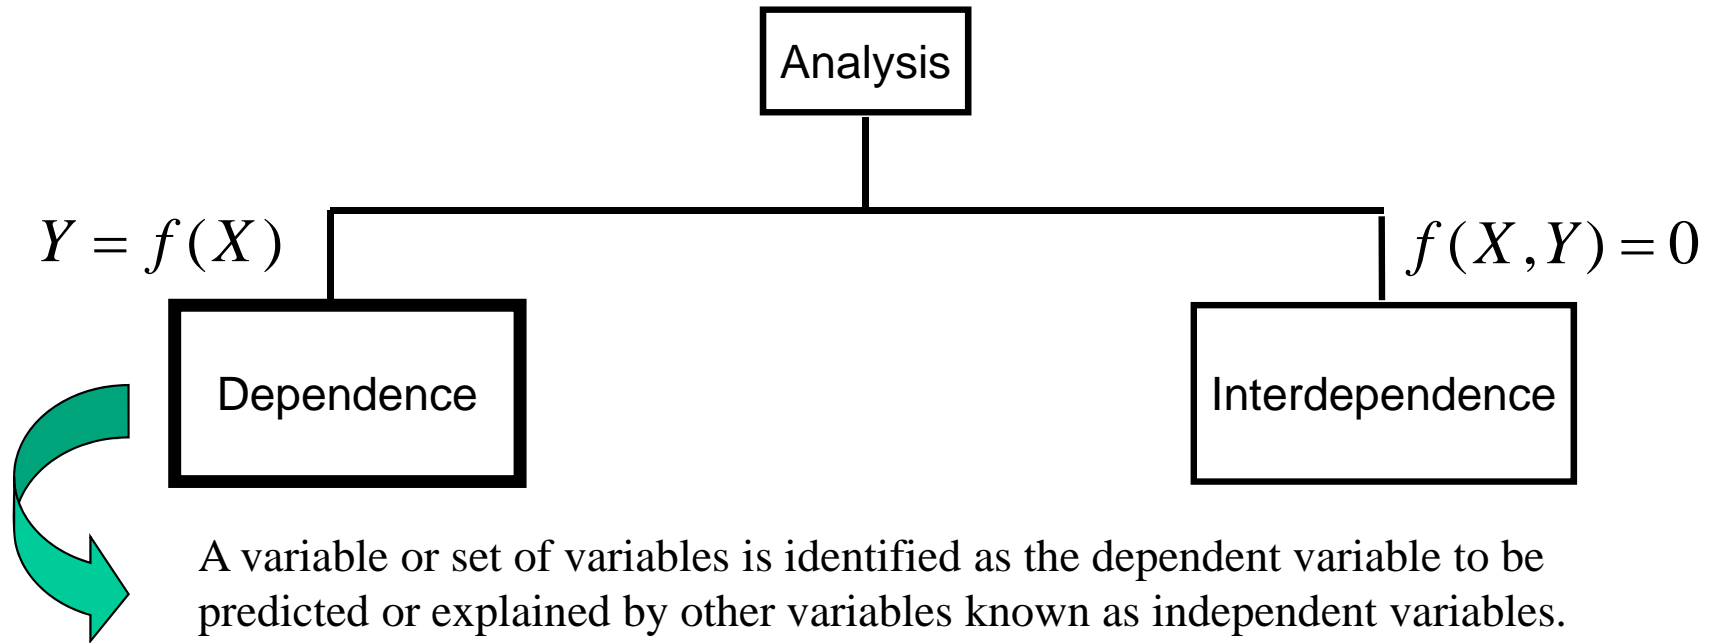 Analysis
Y = f(X)
f(X,Y) = 0
Dependence
Interdependence
A variable or set of variables is identified as the dependent variable to be
predicted or explained by other variables known as independent variables.